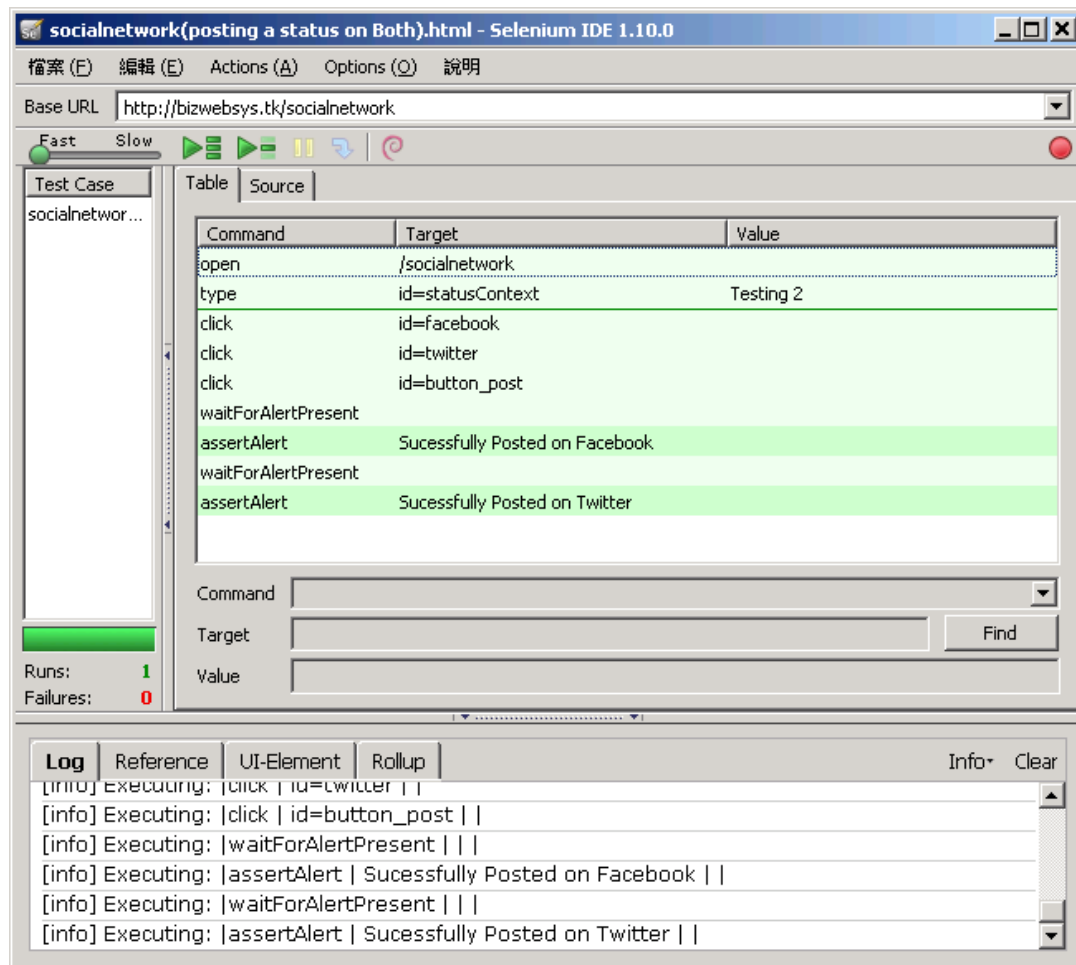 socialnetwork(posting a status on Both).html - Selenium IDE 1.10.0
檔案 (F) 編輯 (E) Actions (A) Options (O) 說明
Base URL http://bizwebsys.tk/socialnetwork
Fast Slow
Test Case
socialnetwor...
Table Source
Command Target Value
open /socialnetwork
type id=statusContext Testing 2
click id=facebook
click id=twitter
click id=button_post
waitForAlertPresent
assertAlert Sucessfully Posted on Facebook
waitForAlertPresent
assertAlert Sucessfully Posted on Twitter
Command
Target Find
Value
Runs: 1
Failures: 0
Log Reference UI-Element Rollup Info Clear
[info] Executing: |click | id=twitter | |
[info] Executing: |click | id=button_post | |
[info] Executing: |waitForAlertPresent | | |
[info] Executing: |assertAlert | Sucessfully Posted on Facebook | |
[info] Executing: |waitForAlertPresent | | |
[info] Executing: |assertAlert | Sucessfully Posted on Twitter | |